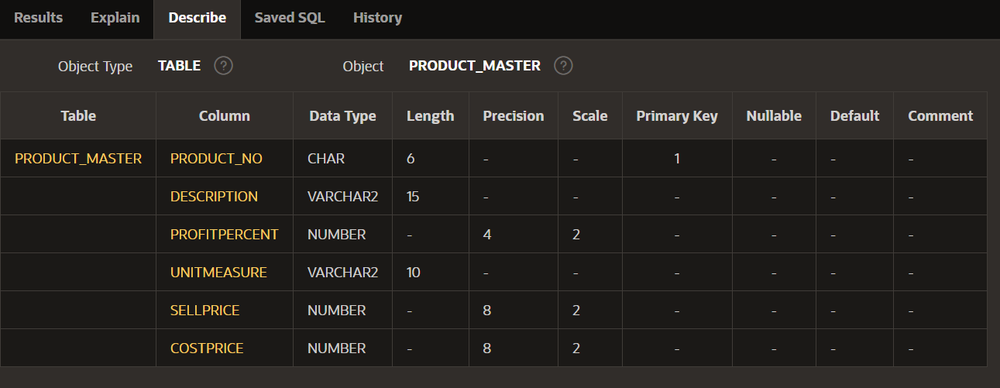 Results Explain Describe Saved SQL History
Object Type TABLE ? Object PRODUCT_MASTER ?
Table Column Data Type Length Precision Scale Primary Key Nullable Default Comment
PRODUCT_MASTER PRODUCT_NO CHAR 6 - - 1 - - -
DESCRIPTION VARCHAR2 15 - - - - - -
PROFITPERCENT NUMBER - 4 2 - - - -
UNITMEASURE VARCHAR2 10 - - - - - -
SELLPRICE NUMBER - 8 2 - - - -
COSTPRICE NUMBER - 8 2 - - - -